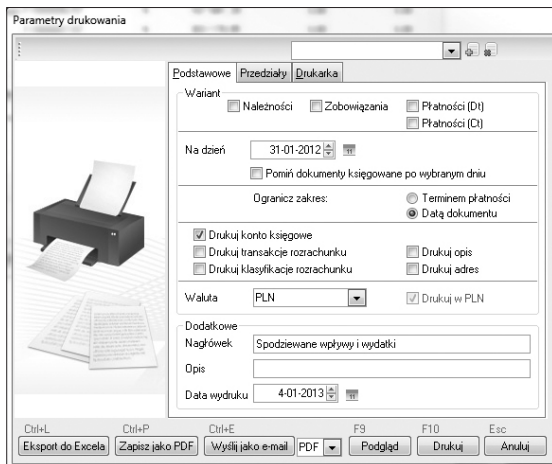 Parametry drukowania
Podstawowe Przedziały Drukarka
Wariant
Należności Zobowiązania Płatności (Dt)
Płatności (Ct)
Na dzień 31-01-2012
Pomiń dokumenty księgowane po wybranym dniu
Ogranicz zakres: Terminem płatności
Datą dokumentu
Drukuj konto księgowe
Drukuj transakcje rozrachunku Drukuj opis
Drukuj klasyfikacje rozrachunku Drukuj adres
Waluta PLN Drukuj w PLN
Dodatkowe
Nagłówek Spodziewane wpływy i wydatki
Opis
Data wydruku 4-01-2013
Ctrl+L Ctrl+P Ctrl+E F9 F10 Esc
Eksport do Excela Zapisz jako PDF Wyślij jako e-mail PDF Podgląd Drukuj Anuluj